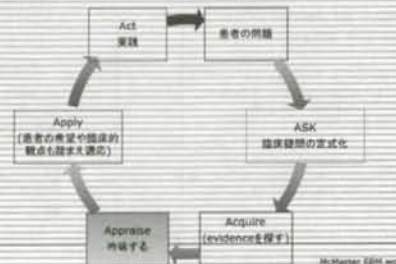 Act
実践
患者の問題
ASK
臨床疑問の定式化
Acquire
(evidenceを探す)
Appraise
吟味する
Apply
(患者の希望や臨床的
観点も踏まえ適応)
McMaster EBM